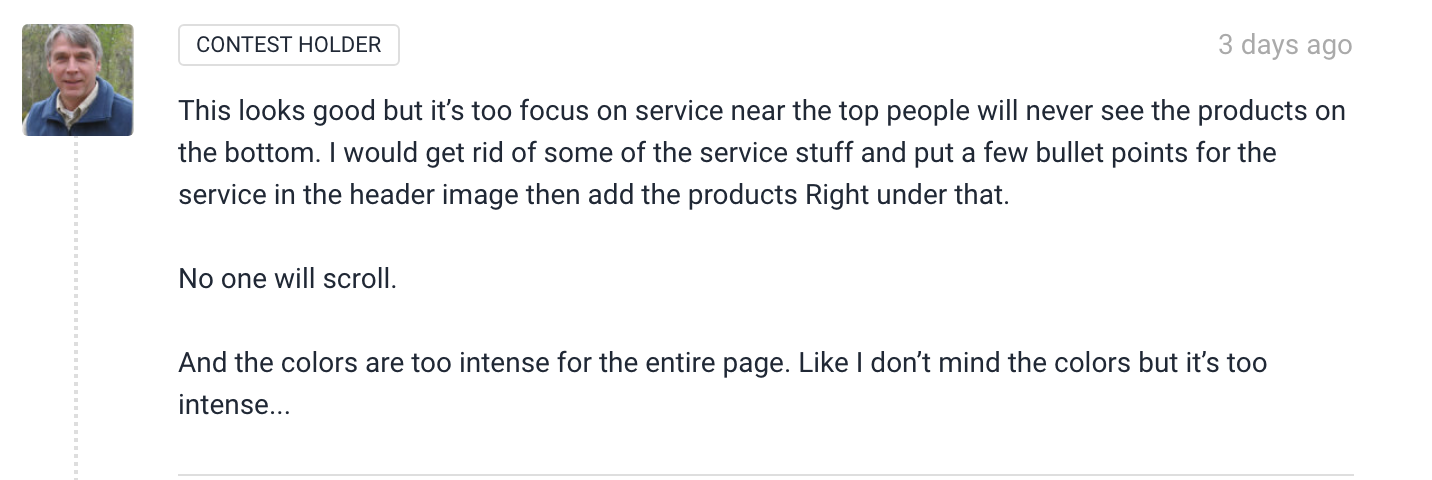 CONTEST HOLDER
3 days ago
This looks good but it’s too focus on service near the top people will never see the products on
the bottom. I would get rid of some of the service stuff and put a few bullet points for the
service in the header image then add the products Right under that.
No one will scroll.
And the colors are too intense for the entire page. Like I don’t mind the colors but it’s too
intense...